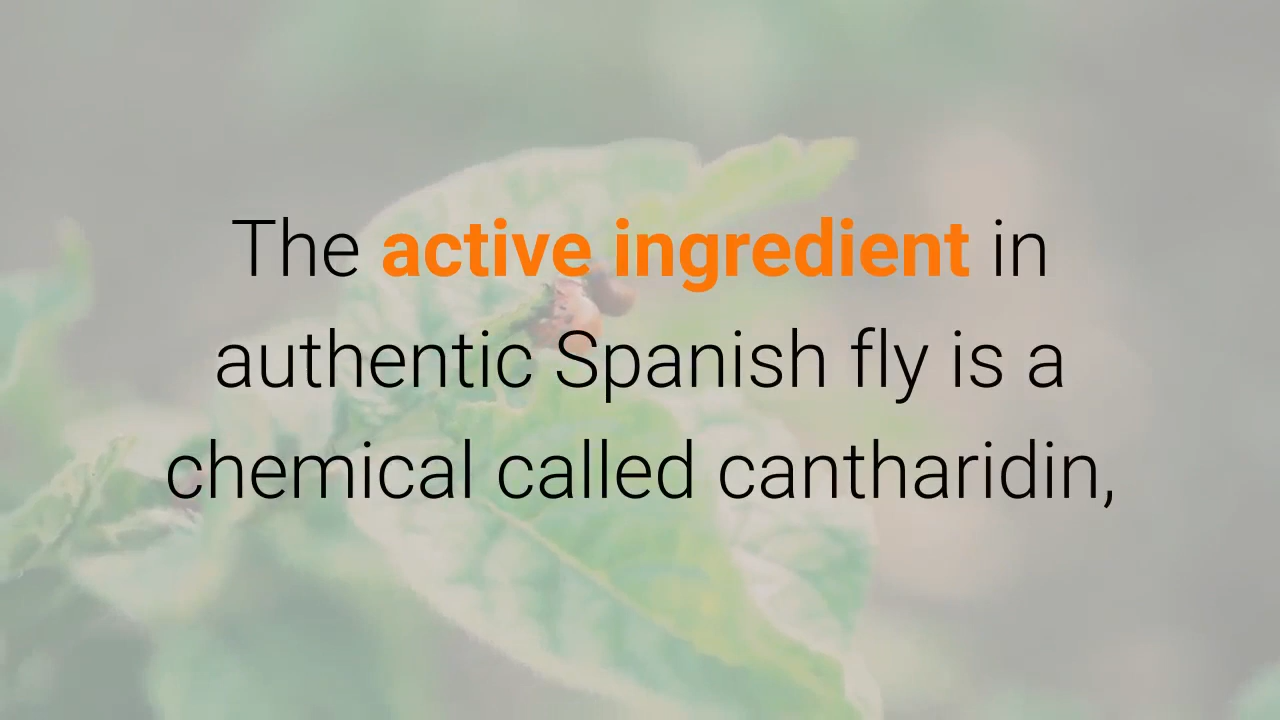 The active ingredient in
authentic Spanish fly is a
chemical called cantharidin,